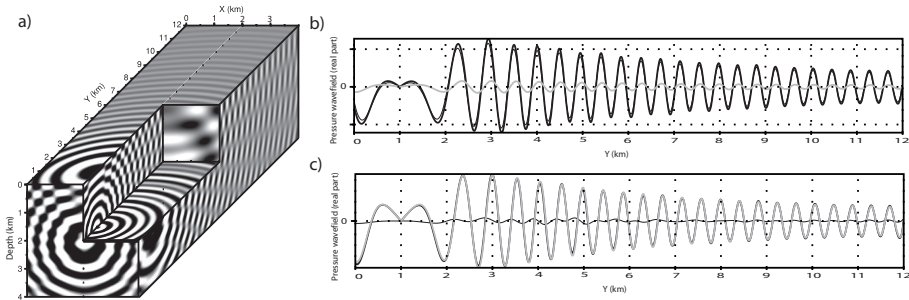 a)
X (km)
0 1 2 3
12
11
10
9
8
7
6
5
4
3
2
1
0
Y (km)
0
1
2
3
4
Depth (km)
b)
Pressure wavefield (real part)
0
0 1 2 3 4 5 6 7 8 9 10 11 12
Y (km)
c)
Pressure wavefield (real part)
0
0 1 2 3 4 5 6 7 8 9 10 11 12
Y (km)